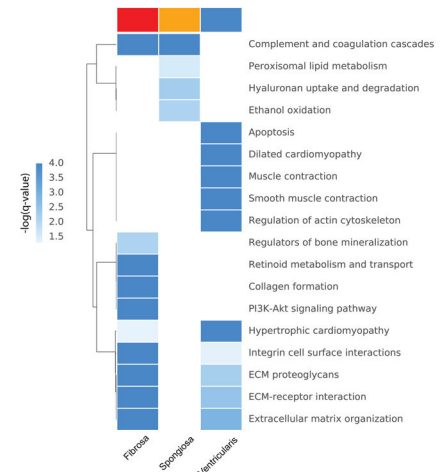 Complement and coagulation cascades
Peroxisomal lipid metabolism
Hyaluronan uptake and degradation
Ethanol oxidation
Apoptosis
Dilated cardiomyopathy
Muscle contraction
Smooth muscle contraction
Regulation of actin cytoskeleton
Regulators of bone mineralization
Retinoid metabolism and transport
Collagen formation
PI3K-Akt signaling pathway
Hypertrophic cardiomyopathy
Integrin cell surface interactions
ECM proteoglycans
ECM-receptor interaction
Extracellular matrix organization
-log(q-value)
4.0
3.5
3.0
2.5
2.0
1.5
Fibrosa
Spongiosa
Ventricularis